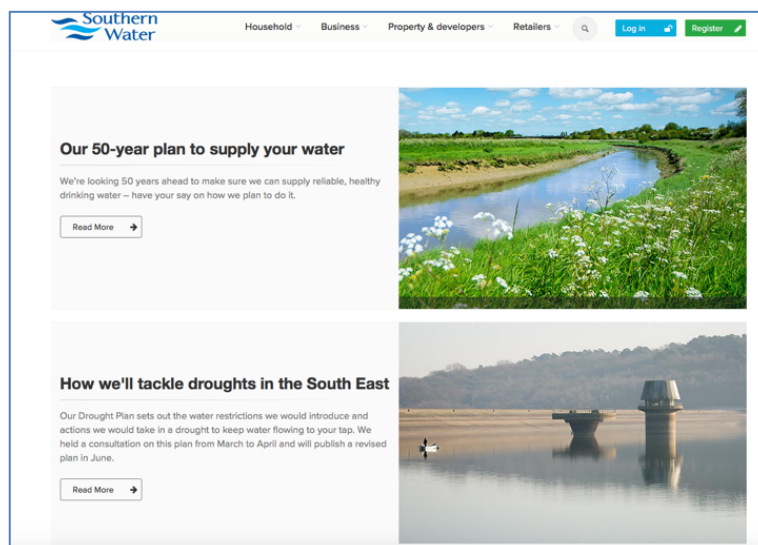 Southern
Water
Household
Business
Property & developers
Retailers
Log in
Register
Our 50-year plan to supply your water
We're looking 50 years ahead to make sure we can supply reliable, healthy
drinking water – have your say on how we plan to do it.
Read More
How we'll tackle droughts in the South East
Our Drought Plan sets out the water restrictions we would introduce and
actions we would take in a drought to keep water flowing to your tap. We
held a consultation on this plan from March to April and will publish a revised
plan in June.
Read More